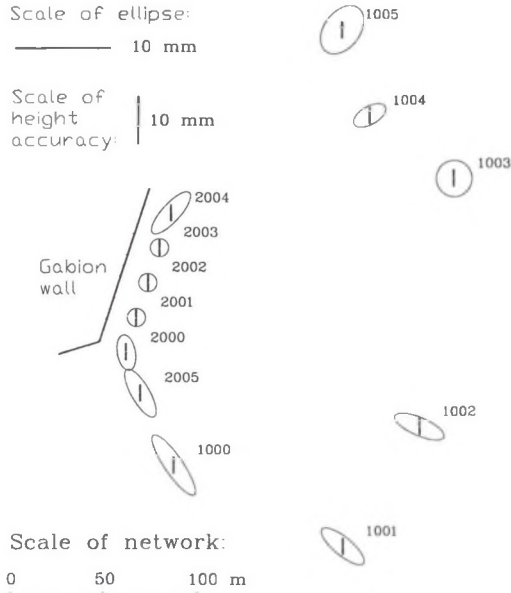 Scale of ellipse:
10 mm
1005
Scale of
height
accuracy:
10 mm
1004
1003
2004
2003
Gabion
wall
2002
2001
2000
2005
1002
1000
1001
Scale of network:
0 50 100 m